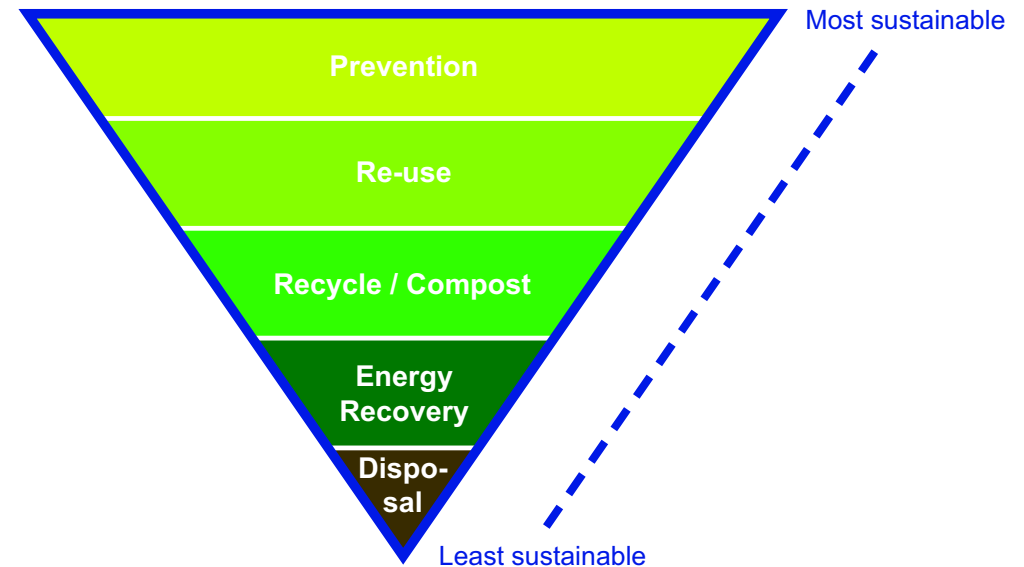 Most sustainable
Prevention
Re-use
Recycle / Compost
Energy
Recovery
Dispo-
sal
Least sustainable